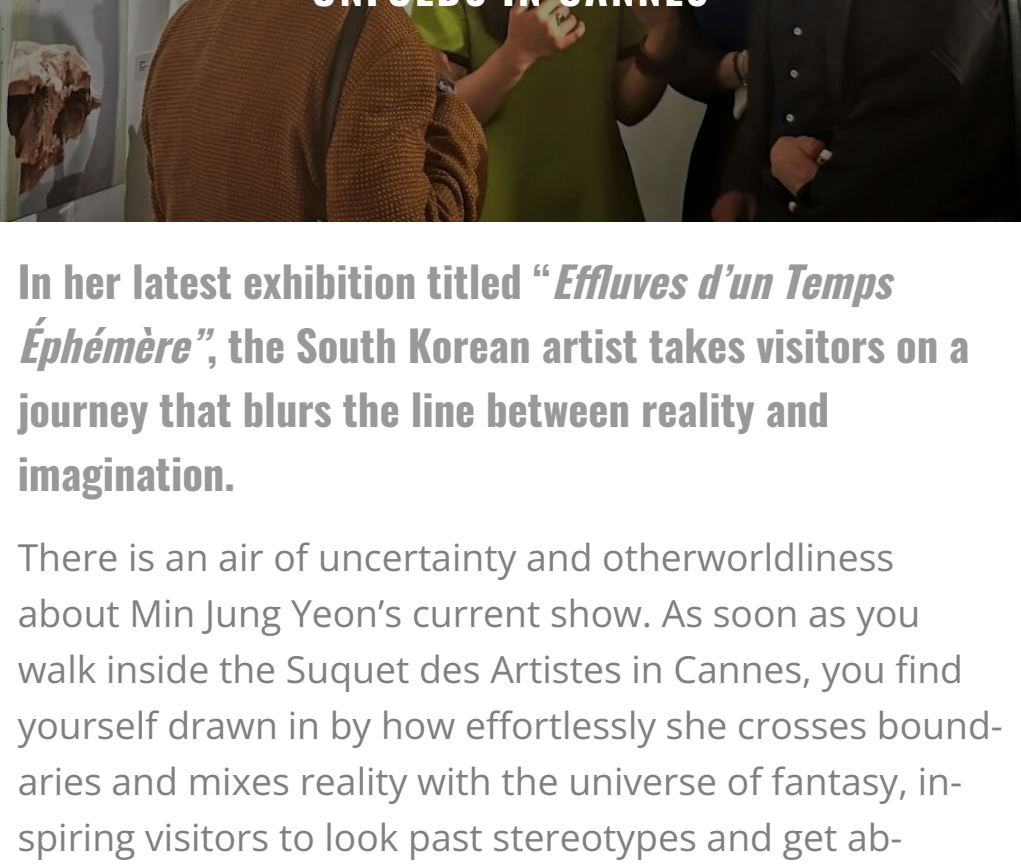 UNFOLDS IN CANNES
In her latest exhibition titled “Effluves d’un Temps
Éphémère”, the South Korean artist takes visitors on a
journey that blurs the line between reality and
imagination.
There is an air of uncertainty and otherworldliness
about Min Jung Yeon’s current show. As soon as you
walk inside the Suquet des Artistes in Cannes, you find
yourself drawn in by how effortlessly she crosses bound-
aries and mixes reality with the universe of fantasy, in-
spiring visitors to look past stereotypes and get ab-